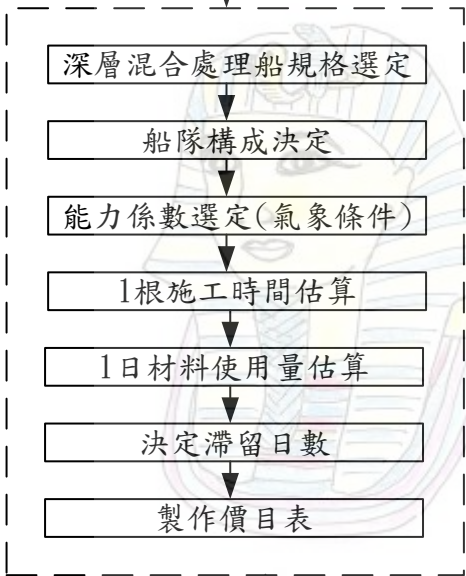 深層混合處理船規格選定
船隊構成決定
能力係數選定(氣象條件)
1根施工時間估算
1日材料使用量估算
決定滯留日數
製作價目表